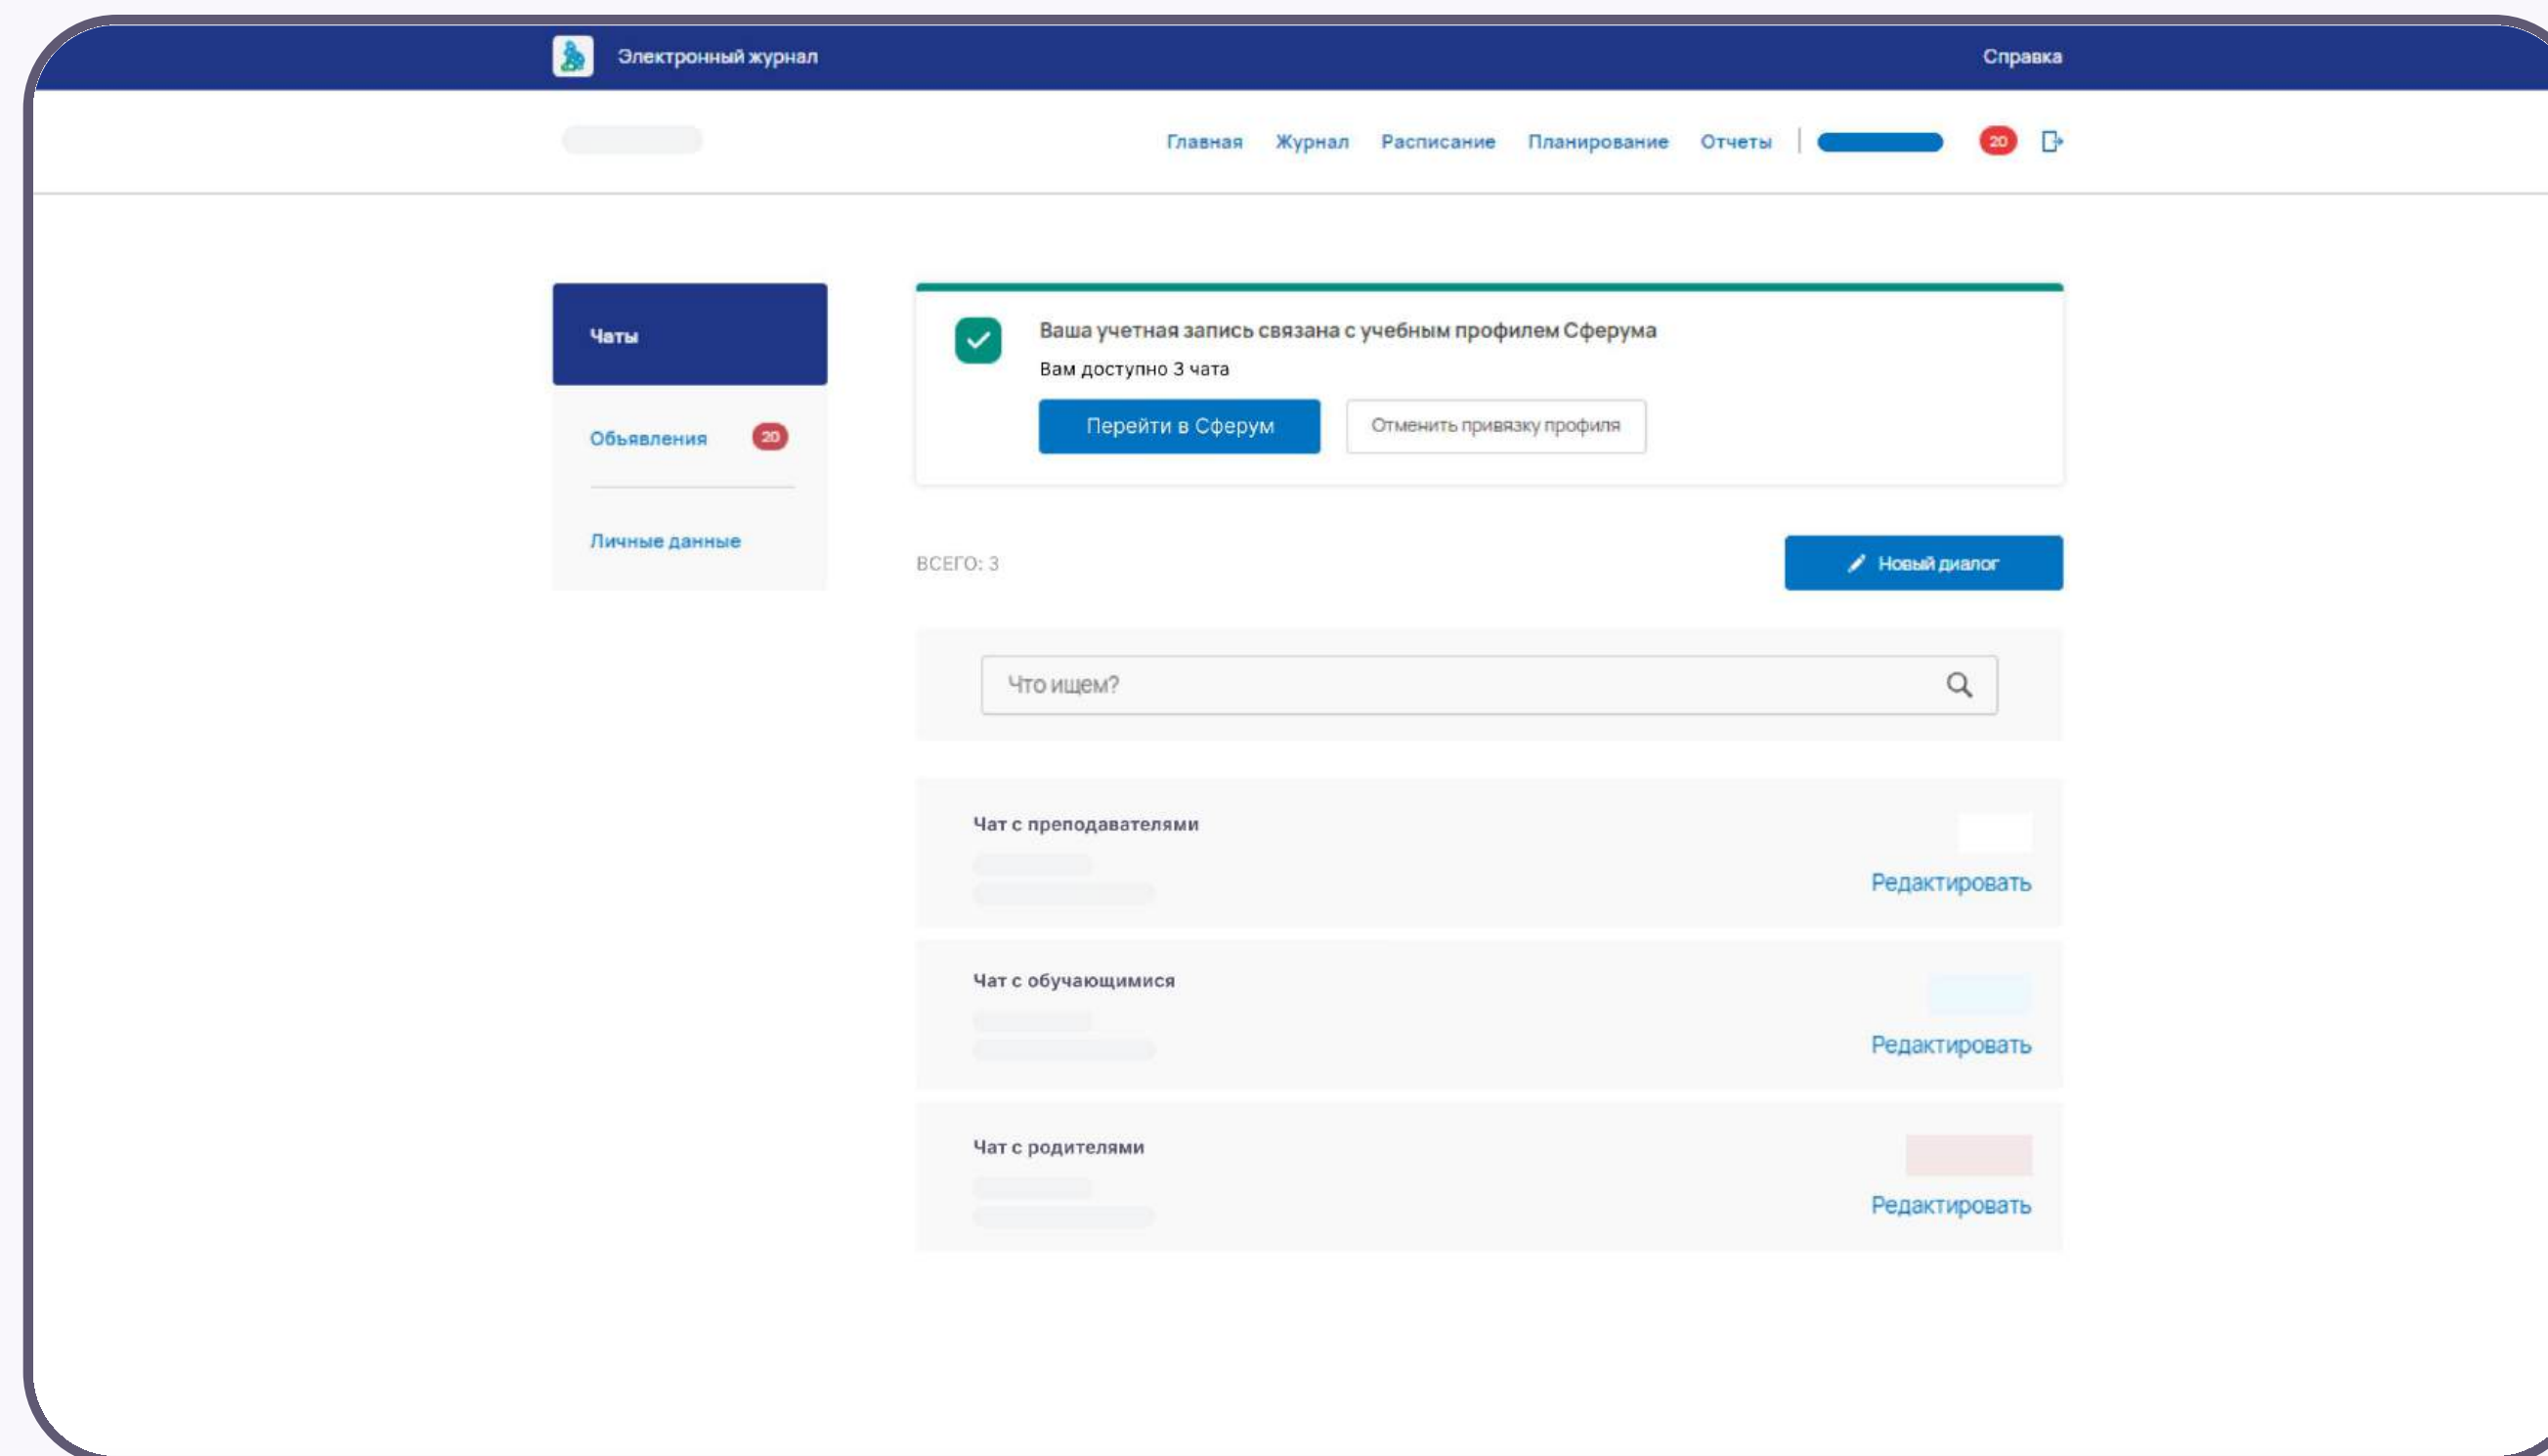 Электронный журнал
Справка
Главная Журнал Расписание Планирование Отчеты 20
Чаты
Объявления 20
Личные данные
Ваша учетная запись связана с учебным профилем Сферума
Вам доступно 3 чата
Перейти в Сферум Отменить привязку профиля
ВСЕГО: 3
Новый диалог
Что ищем?
Чат с преподавателями
Редактировать
Чат с обучающимися
Редактировать
Чат с родителями
Редактировать